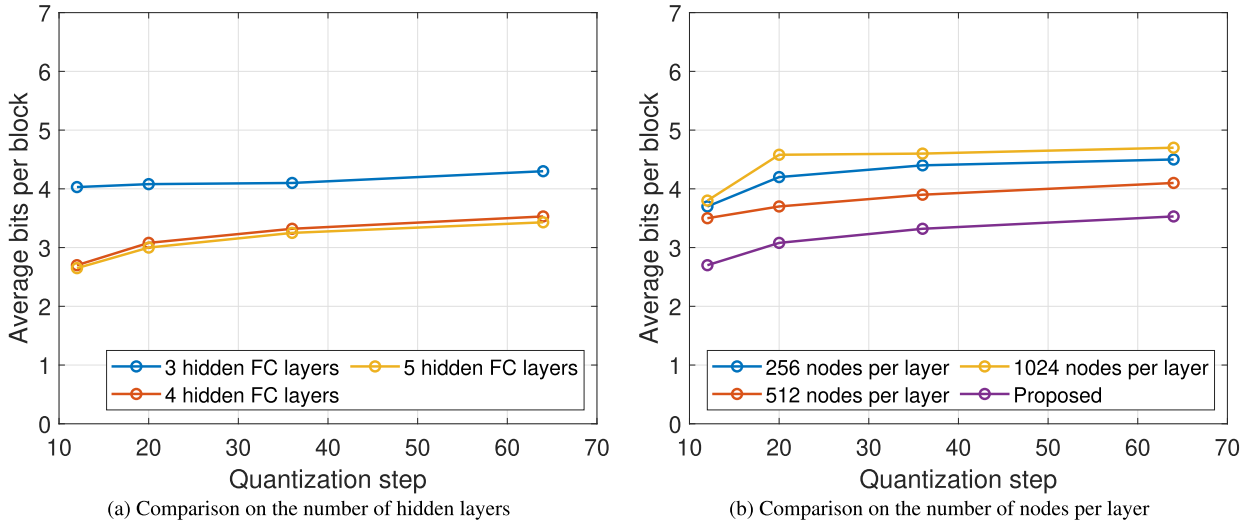 7
6
5
4
3
2
1
0
Average bits per block
3 hidden FC layers
5 hidden FC layers
4 hidden FC layers
10 20 30 40 50 60 70
Quantization step
(a) Comparison on the number of hidden layers
7
6
5
4
3
2
1
0
Average bits per block
256 nodes per layer
1024 nodes per layer
512 nodes per layer
Proposed
10 20 30 40 50 60 70
Quantization step
(b) Comparison on the number of nodes per layer